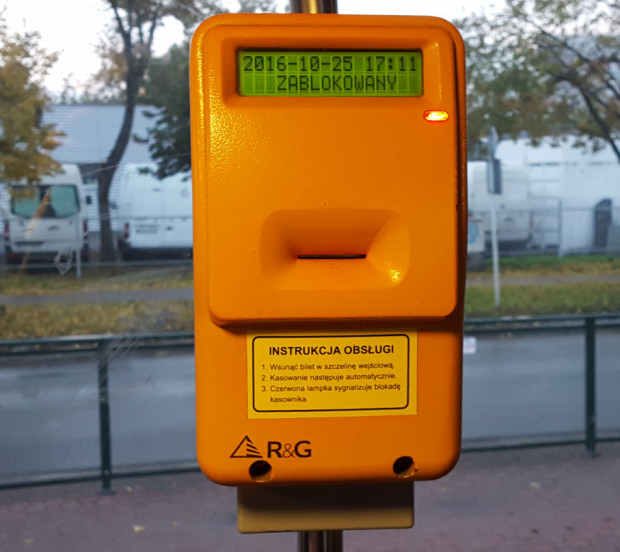 2016-10-25 17:11
ZABLOKOWANY
INSTRUKCJA OBSŁUGI
1. Wsunąć bilet w szczelinę wejściową.
2. Kasowanie następuje automatycznie.
3. Czerwona lampka sygnalizuje blokadę
kasownika.
R&G